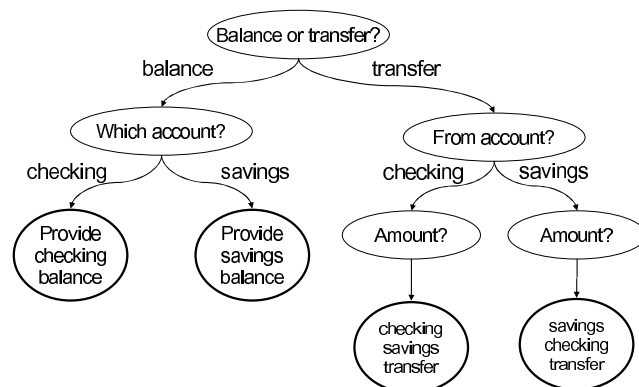 Balance or transfer?
balance
transfer
Which account?
From account?
checking
savings
checking
savings
Provide
checking
balance
Provide
savings
balance
Amount?
Amount?
checking
savings
transfer
savings
checking
transfer